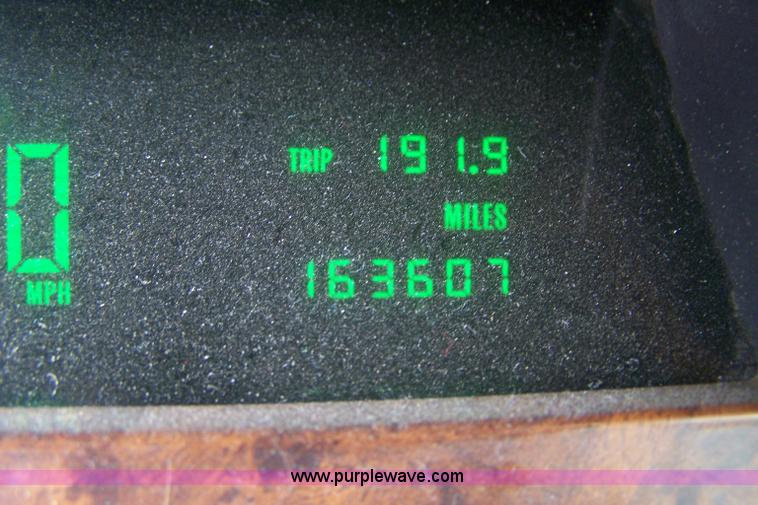 TRIP 191.9
0
MILES
MPH
163607
www.purplewave.com